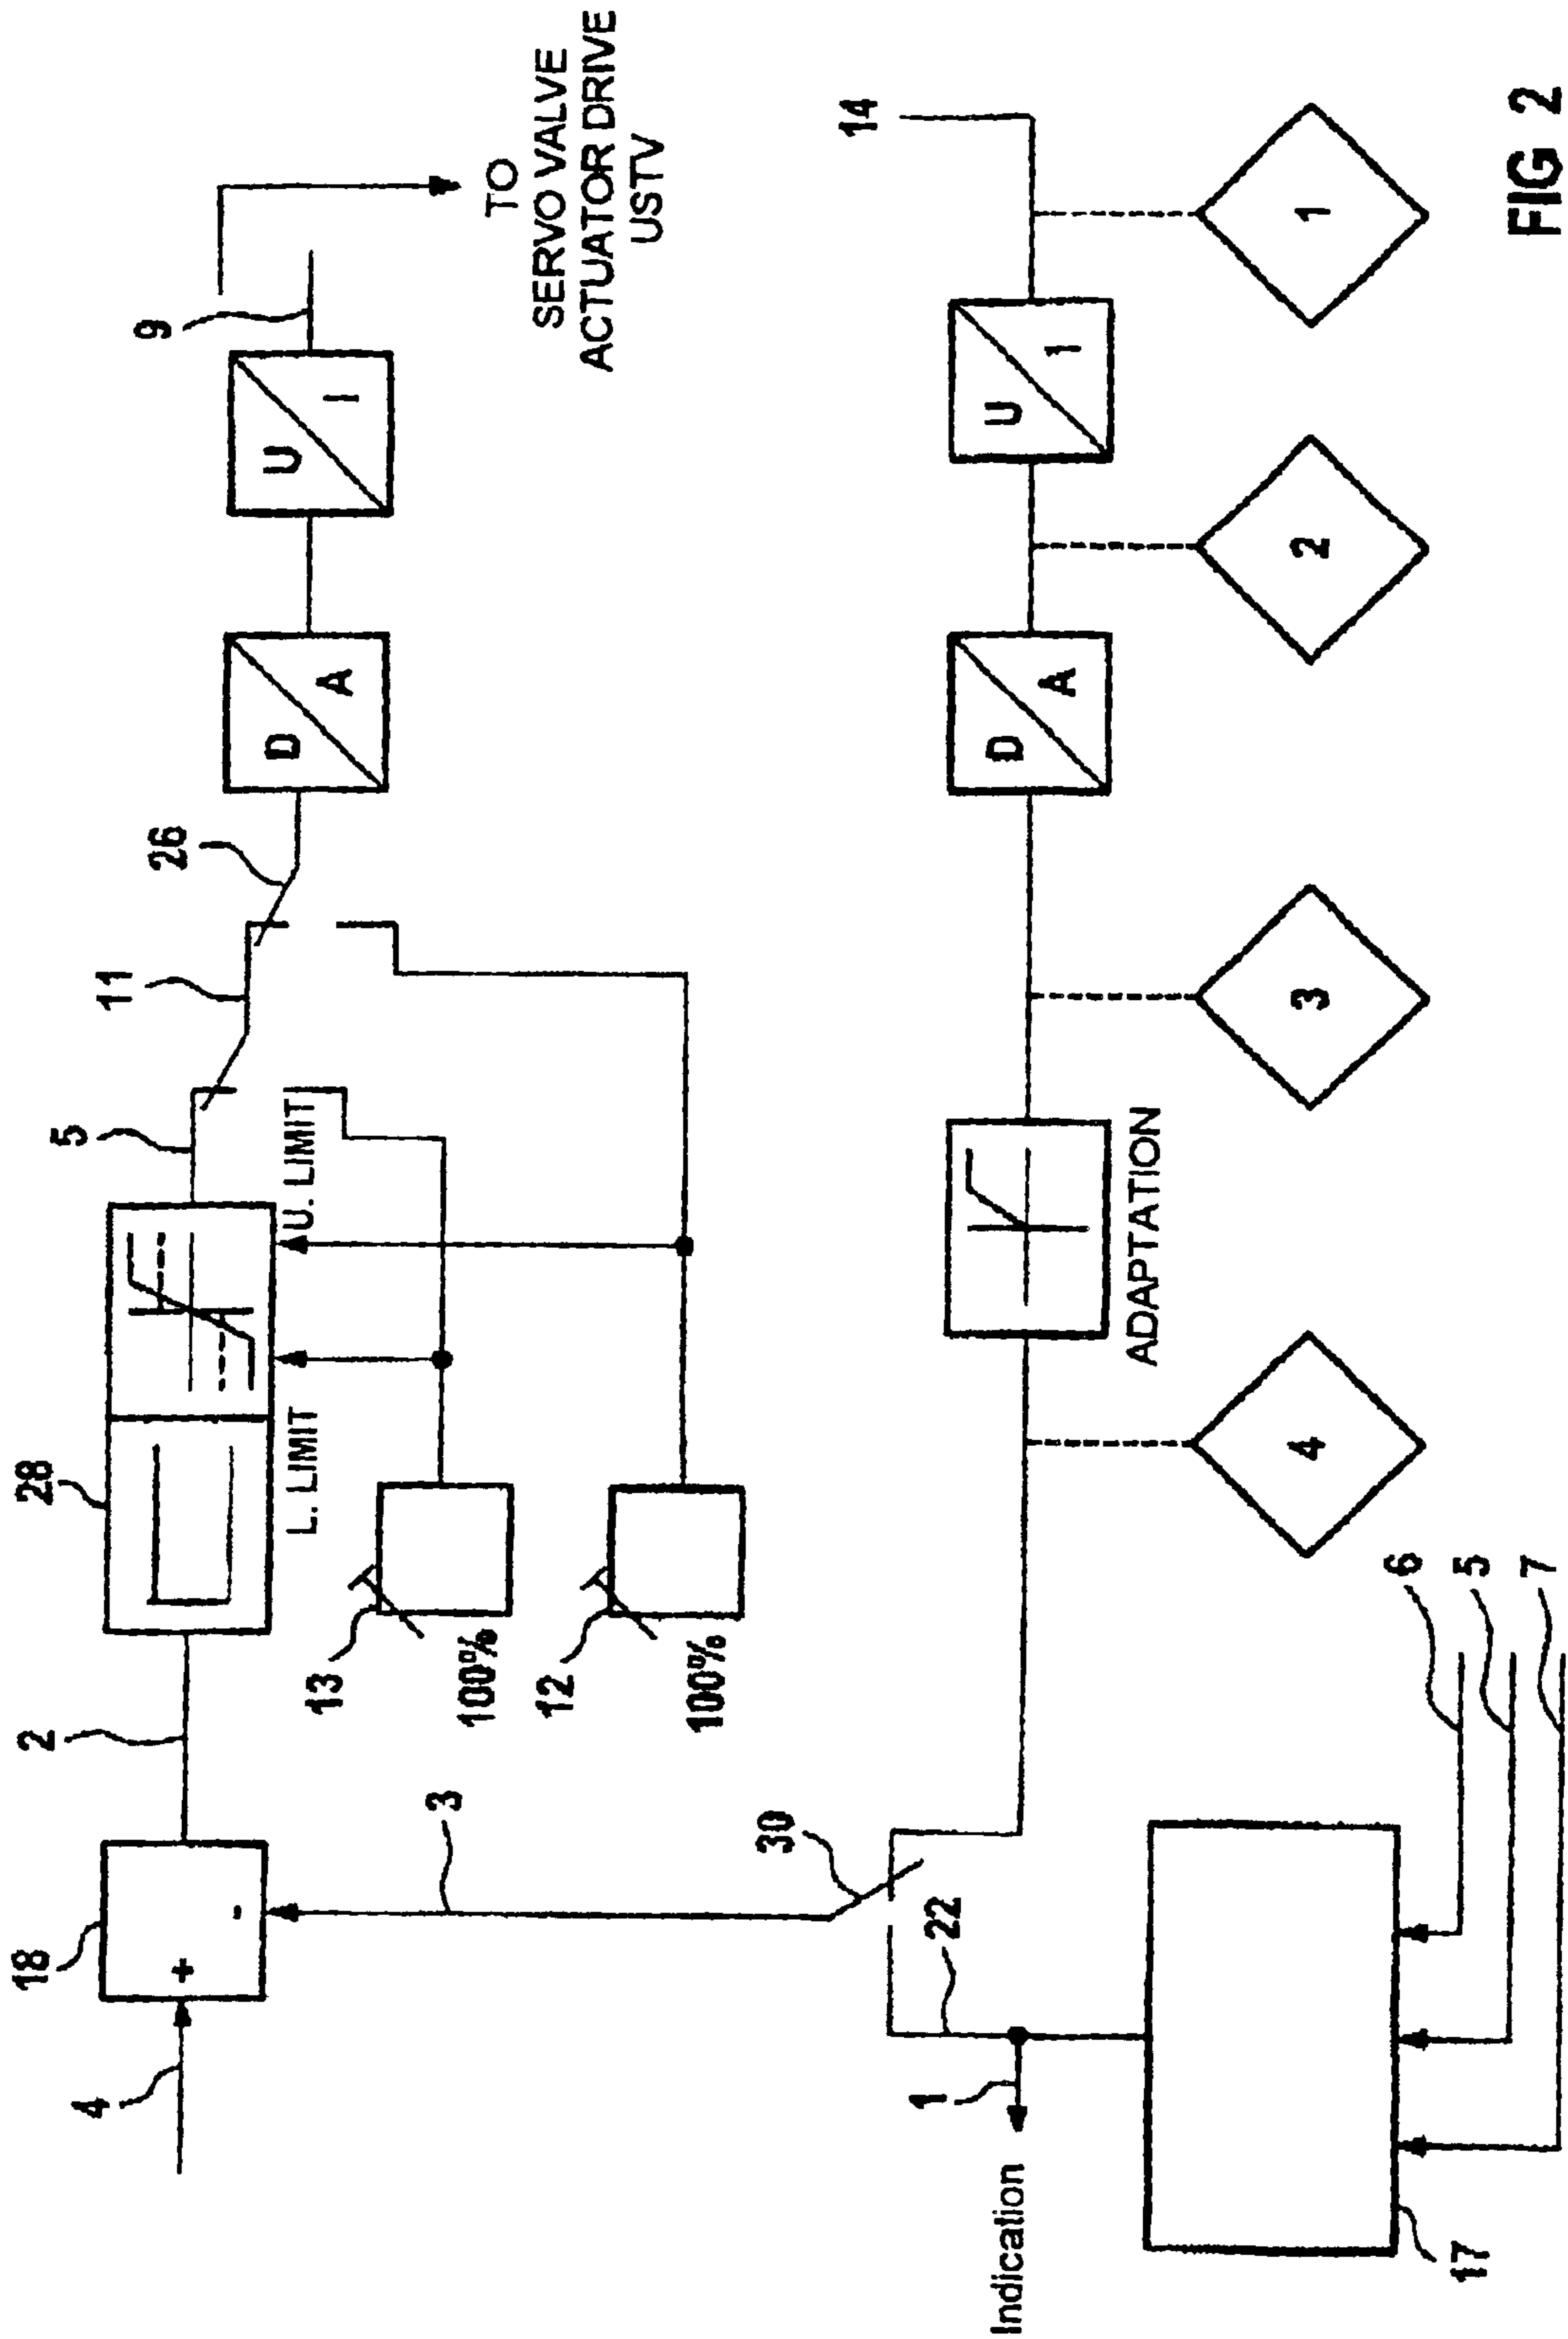 18
+
-
4
2
28
5
11
26
D
A
U
I
9
TO
SERVO VALVE
ACTUATOR DRIVE
USTV
L. LIMIT
U. LIMIT
13
100%
12
100%
3
30
22
1
Indication
17
6
5
7
4
ADAPTATION
3
D
A
2
U
1
14
1
FIG 2